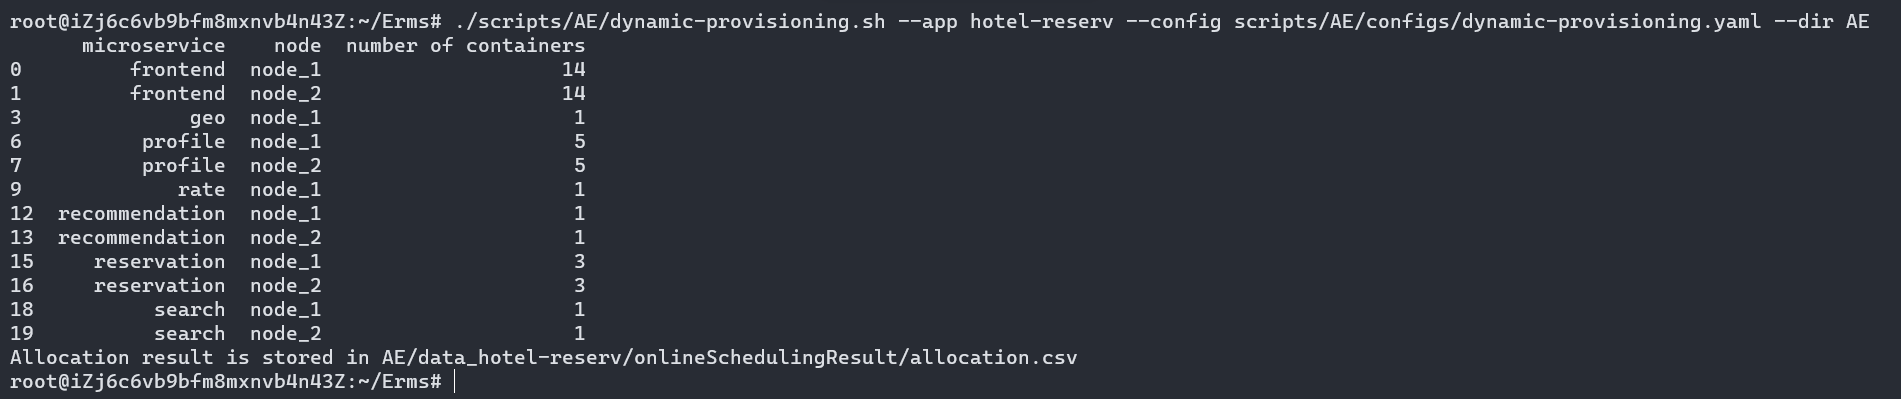 root@iZj6c6vb9bfm8mxnvb4n43Z:~/Erms# ./scripts/AE/dynamic-provisioning.sh --app hotel-reserv --config scripts/AE/configs/dynamic-provisioning.yaml --dir AE
      microservice    node  number of containers
0         frontend  node_1                    14
1         frontend  node_2                    14
3              geo  node_1                     1
6          profile  node_1                     5
7          profile  node_2                     5
9             rate  node_1                     1
12  recommendation  node_1                     1
13  recommendation  node_2                     1
15     reservation  node_1                     3
16     reservation  node_2                     3
18          search  node_1                     1
19          search  node_2                     1
Allocation result is stored in AE/data_hotel-reserv/onlineSchedulingResult/allocation.csv
root@iZj6c6vb9bfm8mxnvb4n43Z:~/Erms#